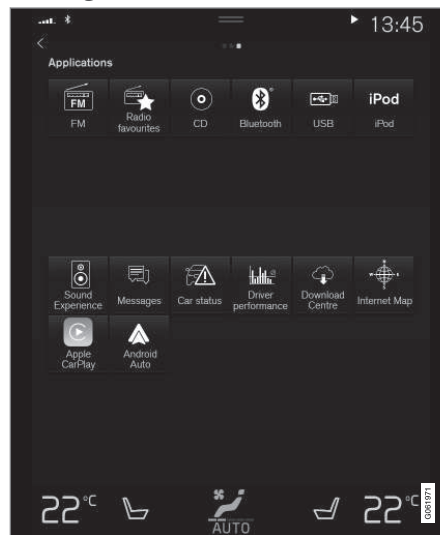 13:45
Applications
FM
FM
Radio
favourites
CD
Bluetooth
USB
iPod
iPod
Sound
Experience
Messages
Car status
Driver
performance
Download
Centre
Internet Map
Apple
CarPlay
Android
Auto
22°C
AUTO
22°C
G061971